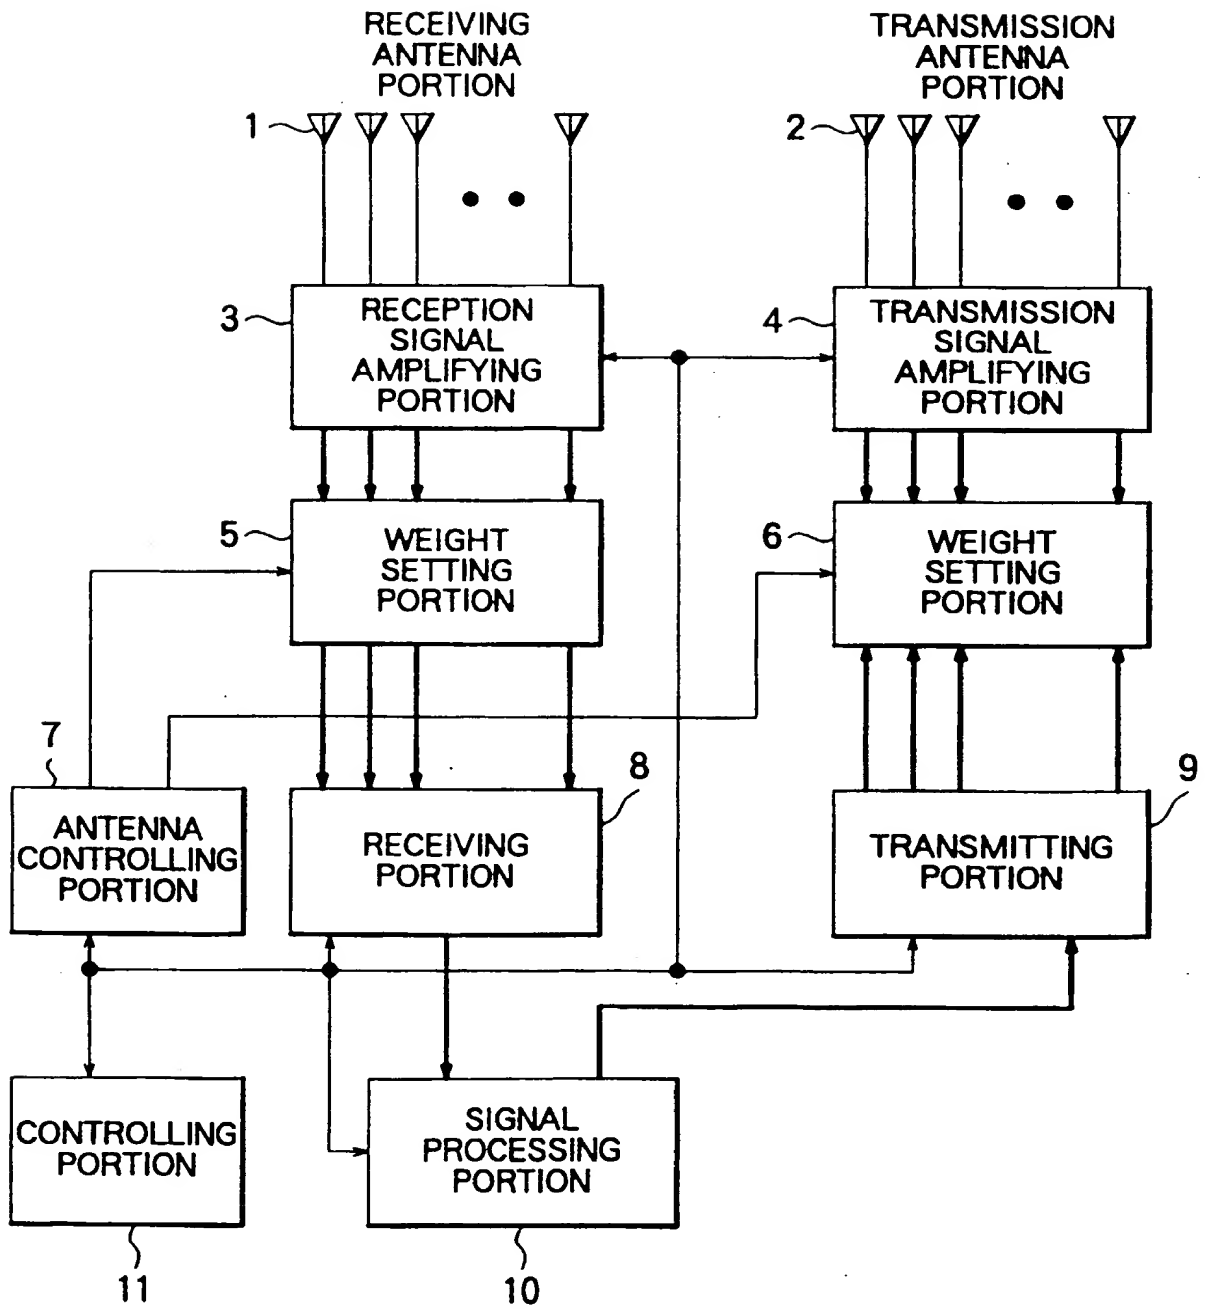 RECEIVING
ANTENNA
PORTION
TRANSMISSION
ANTENNA
PORTION
1
2
3
RECEPTION
SIGNAL
AMPLIFYING
PORTION
4
TRANSMISSION
SIGNAL
AMPLIFYING
PORTION
5
WEIGHT
SETTING
PORTION
6
WEIGHT
SETTING
PORTION
7
ANTENNA
CONTROLLING
PORTION
8
RECEIVING
PORTION
9
TRANSMITTING
PORTION
CONTROLLING
PORTION
11
SIGNAL
PROCESSING
PORTION
10